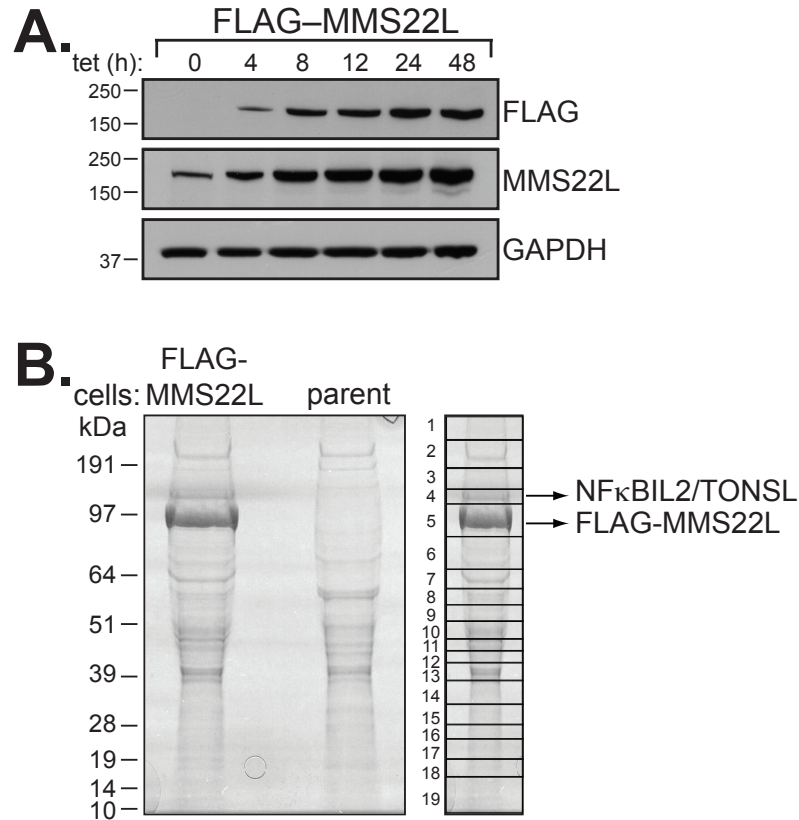 A.
FLAG–MMS22L
tet (h): 0 4 8 12 24 48
250
150
FLAG
250
150
MMS22L
37
GAPDH
B.
FLAG-
cells: MMS22L parent
kDa
191
97
64
51
39
28
19
14
10
1
2
3
4
5
6
7
8
9
10
11
12
13
14
15
16
17
18
19
NFκBIL2/TONSL
FLAG-MMS22L